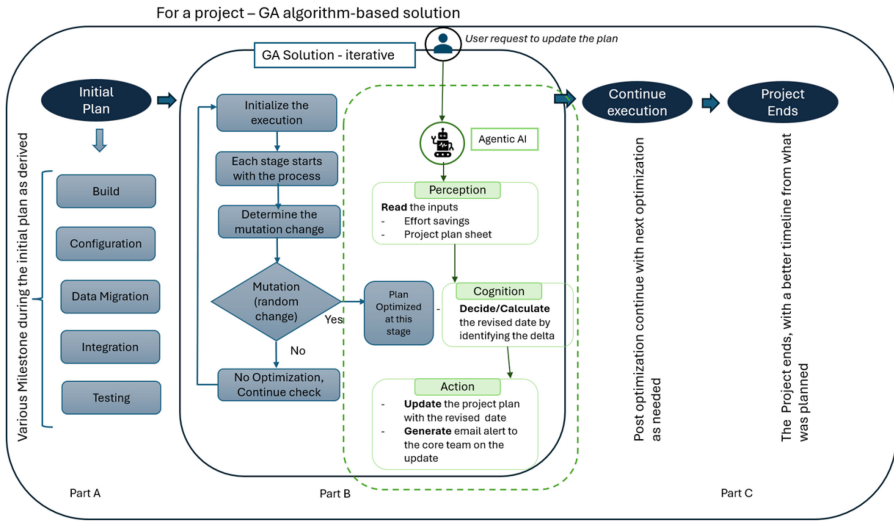 For a project – GA algorithm-based solution
User request to update the plan
GA Solution - iterative
Initial
Plan
Various Milestone during the initial plan as derived
Build
Configuration
Data Migration
Integration
Testing
Initialize the
execution
Each stage starts
with the process
Determine the
mutation change
Mutation
(random
change)
Yes
No
No Optimization,
Continue check
Plan
Optimized
at this
stage
Agentic AI
Perception
Read the inputs
- Effort savings
- Project plan sheet
Cognition
- Decide/Calculate
the revised date by
identifying the delta
Action
- Update the project plan
with the revised date
- Generate email alert to
the core team on the
update
Continue
execution
Post optimization continue with next optimization
as needed
Project
Ends
The Project ends, with a better timeline from what
was planned
Part A
Part B
Part C